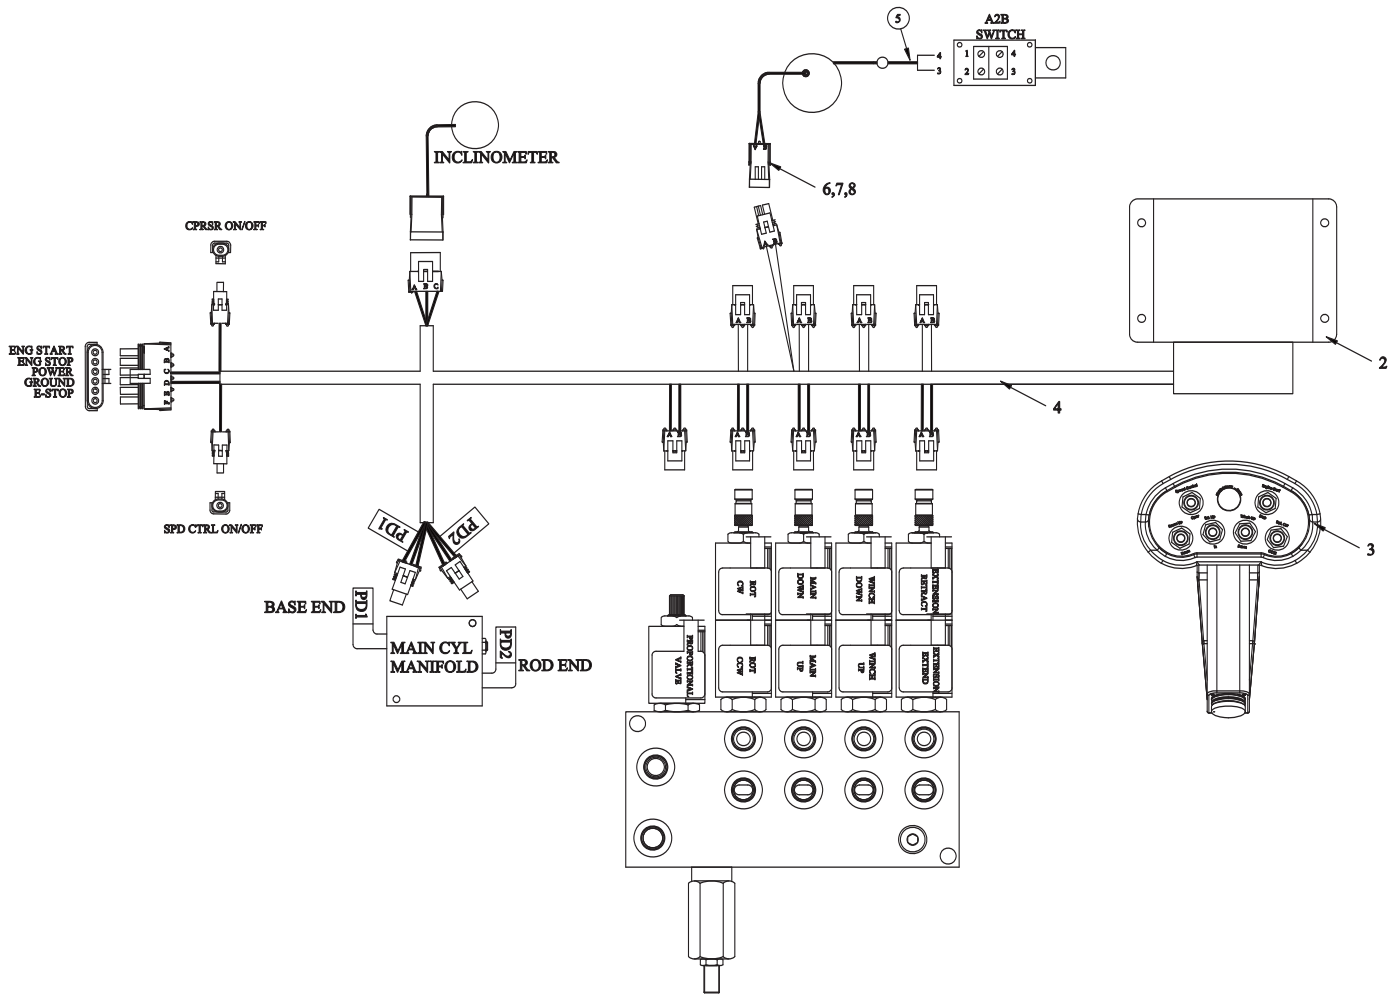 5
A2B
SWITCH
4
3
1
4
2
3
A B
6,7,8
INCLINOMETER
CPRSR ON/OFF
2
A B
A B C
A B
A B
A B
A B
ENG START
ENG STOP
POWER
GROUND
E-STOP
A
B
C
D
E
F
4
A B
A B
A B
A B
A B
SPD CTRL ON/OFF
PD1
PD2
3
BASE END
PD1
MAIN CYL
MANIFOLD
PD2
ROD END
PROPORTIONAL
VALVE
ROT
CW
MAIN
DOWN
WINCH
DOWN
EXTENSION
RETRACT
ROT
CCW
MAIN
UP
WINCH
UP
EXTENSION
EXTEND